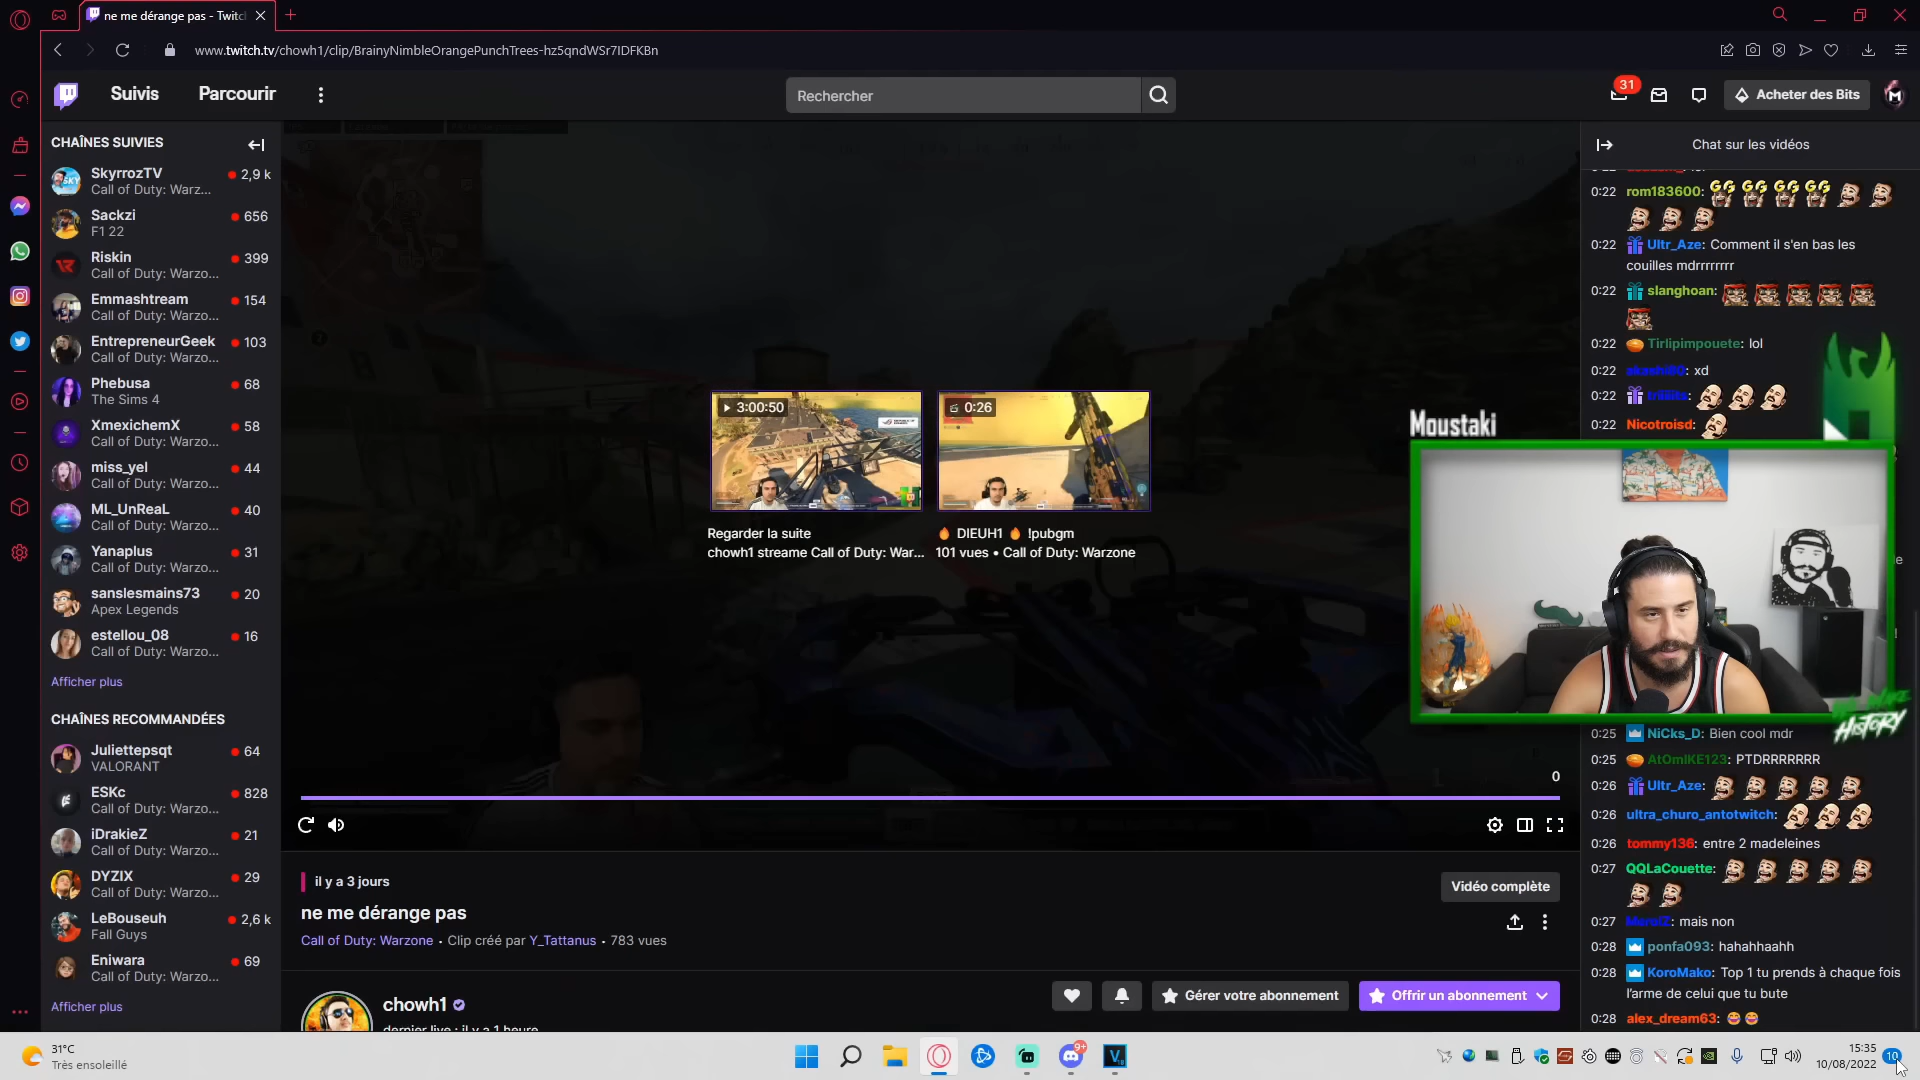 ne me dérange pas - Twitc
www.twitch.tv/chowh1/clip/BrainyNimbleOrangePunchTrees-hz5qndWSr7IDFKBn
Suivis
Parcourir
Rechercher
31
Acheter des Bits
CHAÎNES SUIVIES
SkyrrozTV
2,9 k
Call of Duty: Warz...
Sackzi
656
F1 22
Riskin
399
Call of Duty: Warzo...
Emmashtream
154
Call of Duty: Warzo...
EntrepreneurGeek
103
Call of Duty: Warzo...
Phebusa
68
The Sims 4
XmexichemX
58
Call of Duty: Warzo...
miss_yel
44
Call of Duty: Warzo...
ML_UnReaL
40
Call of Duty: Warzo...
Yanaplus
31
Call of Duty: Warzo...
sanslesmains73
20
Apex Legends
estellou_08
16
Call of Duty: Warzo...
Afficher plus
CHAÎNES RECOMMANDÉES
Juliettepsqt
64
VALORANT
ESKc
828
Call of Duty: Warzo...
iDrakieZ
21
Call of Duty: Warzo...
DYZIX
29
Call of Duty: Warzo...
LeBouseuh
2,6 k
Fall Guys
Eniwara
69
Call of Duty: Warzo...
Afficher plus
3:00:50
Regarder la suite
chowh1 streame Call of Duty: War...
0:26
DIEUH1 !pubgm
101 vues • Call of Duty: Warzone
0
il y a 3 jours
Vidéo complète
ne me dérange pas
Call of Duty: Warzone • Clip créé par Y_Tattanus • 783 vues
chowh1
dernier live : il y a 1 heure
Gérer votre abonnement
Offrir un abonnement
Chat sur les vidéos
0:22 rom183600:
0:22 Ultr_Aze: Comment il s'en bas les
couilles mdrrrrrrr
0:22 slanghoan:
0:22 Tirlipimpouete: lol
0:22 xd
0:22
0:22 Nicotroisd:
Moustaki
HISTORY
0:25 NiCks_D: Bien cool mdr
0:25 AtOmIKE123: PTDRRRRRRR
0:26 Ultr_Aze:
0:26 ultra_churo_antotwitch:
0:26 tommy136: entre 2 madeleines
0:27 QQLaCouette:
0:27 mais non
0:28 ponfa093: hahahhaahh
0:28 KoroMako: Top 1 tu prends à chaque fois
l'arme de celui que tu bute
0:28 alex_dream63:
31°C
Très ensoleillé
9+
15:35
10/08/2022
10